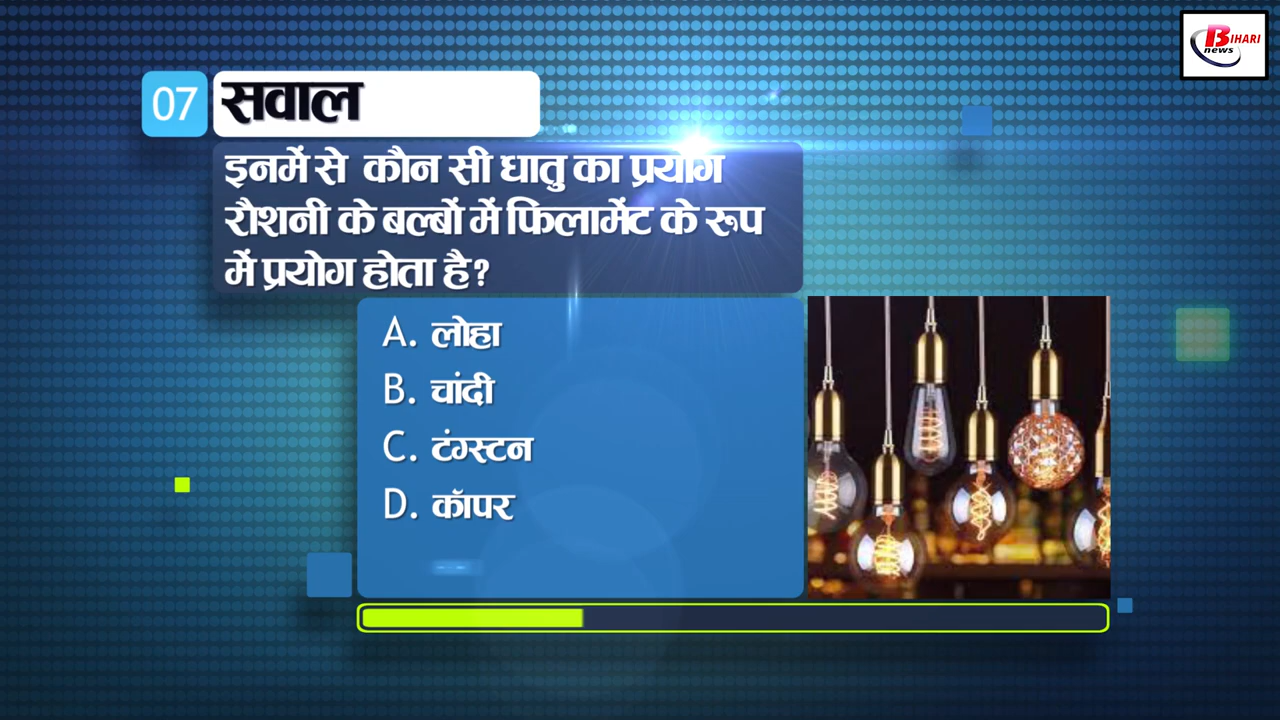 BIHARI
news
07 सवाल
इनमें से कौन सी धातु का प्रयोग
रौशनी के बल्बों में फिलामेंट के रूप
में प्रयोग होता है?
A. लोहा
B. चांदी
C. टंग्स्टन
D. कॉपर